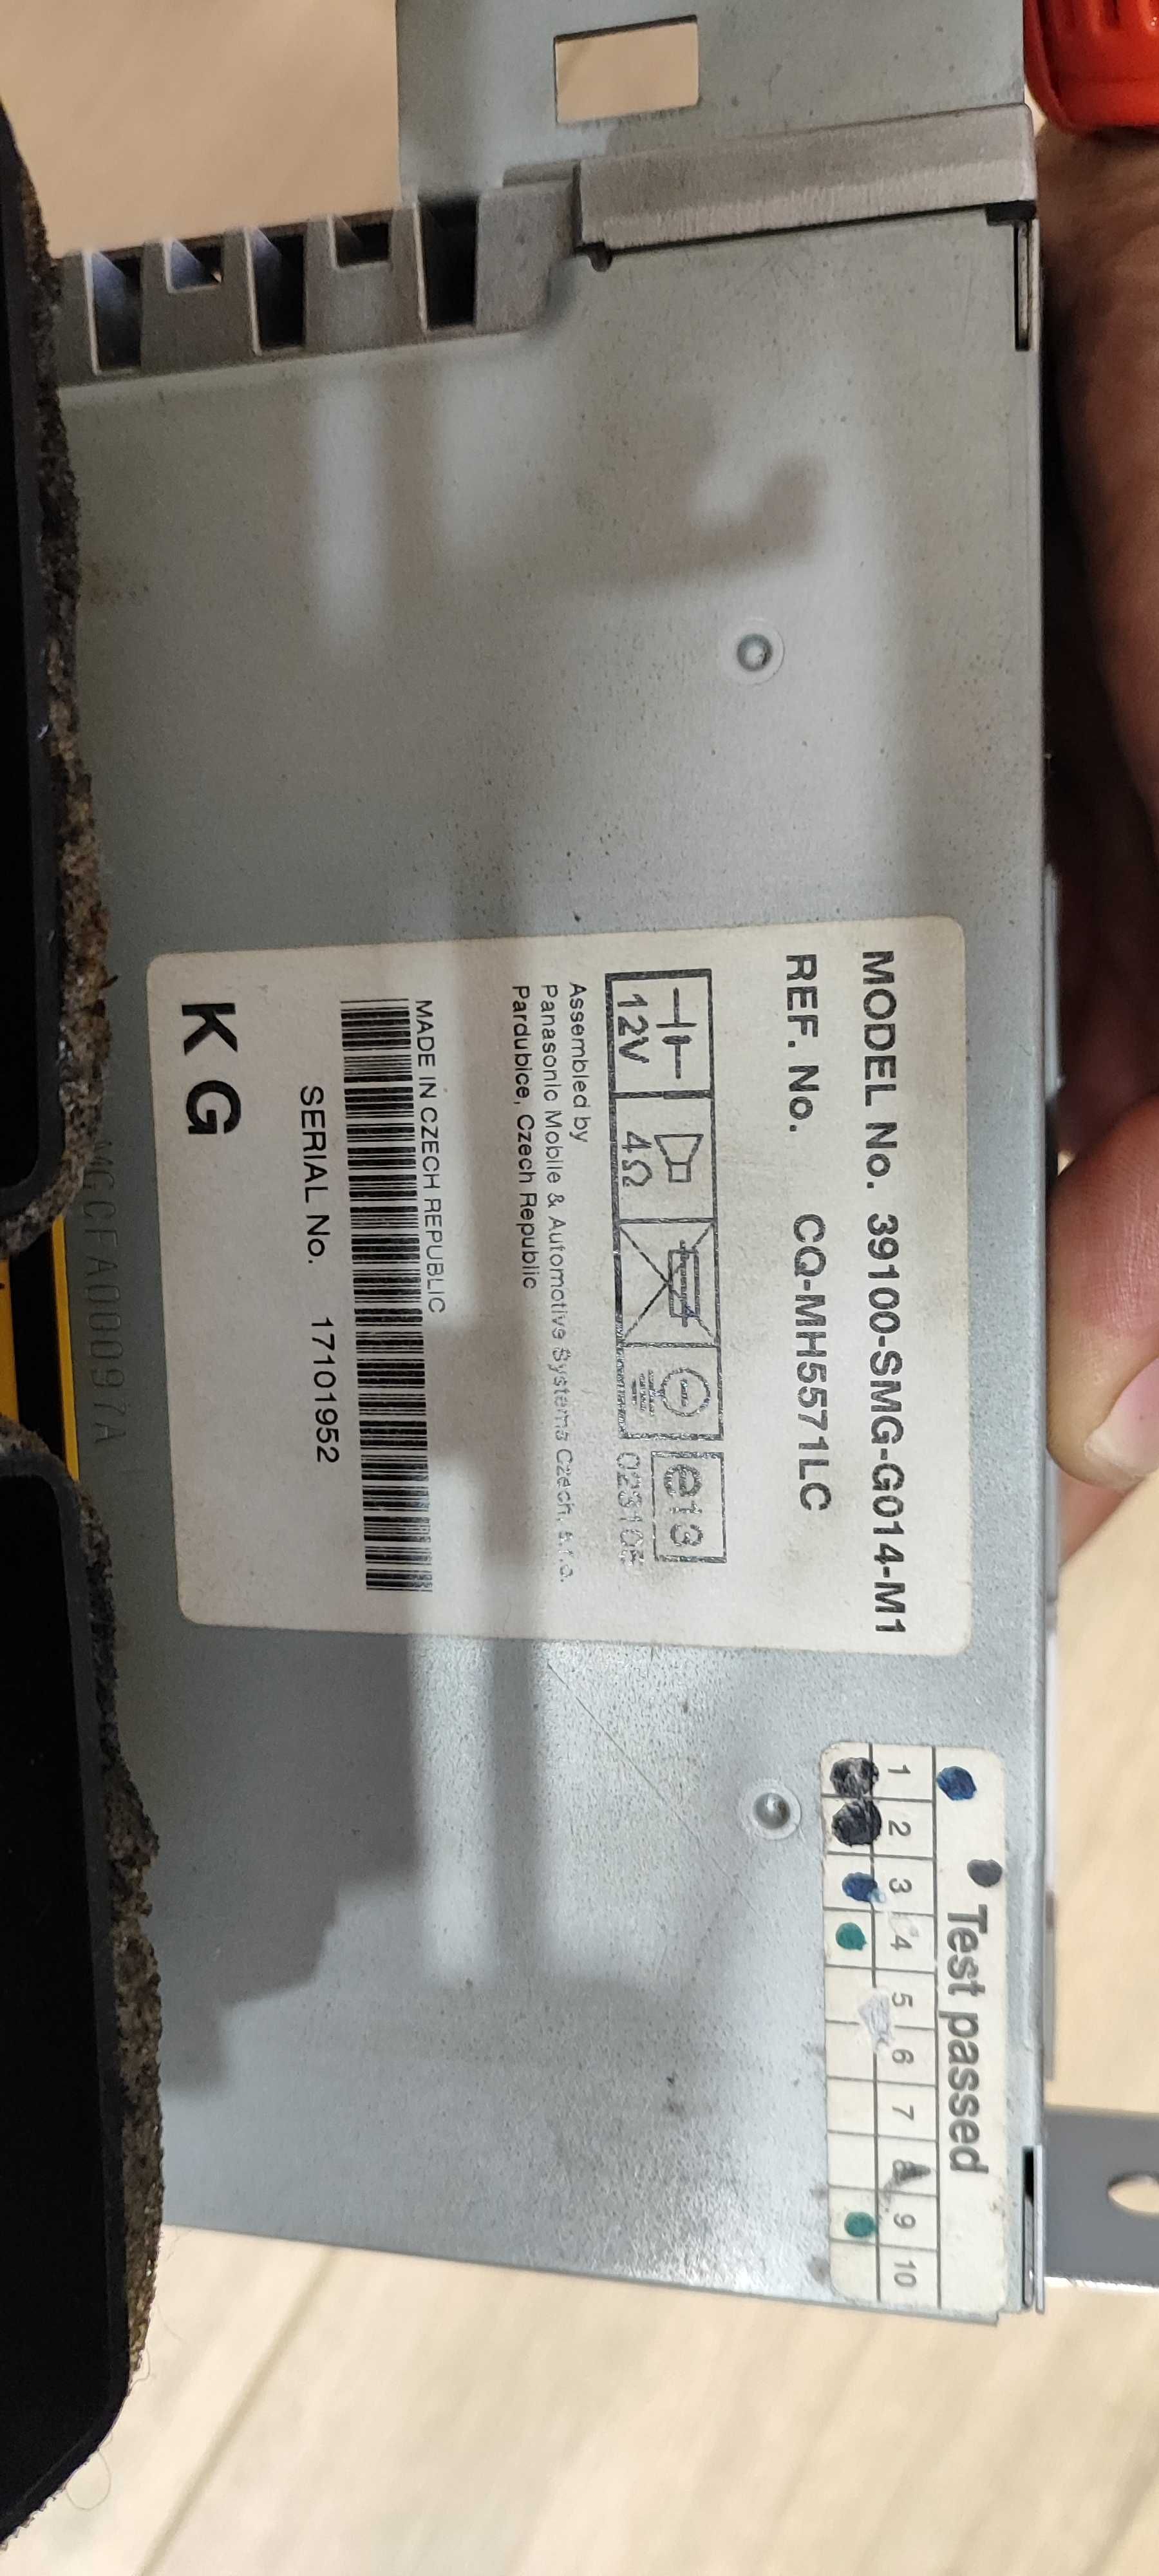 MODEL No. 39100-SMG-G014-M1
REF. No. CQ-MH5571LC
12V 4Ω
e13
Assembled by
Panasonic Mobile & Automotive Systems Czech, s.r.o.
Pardubice, Czech Republic
MADE IN CZECH REPUBLIC
SERIAL No. 17101952
K G
Test passed
1 2 3 4 5 6 7 8 9 10